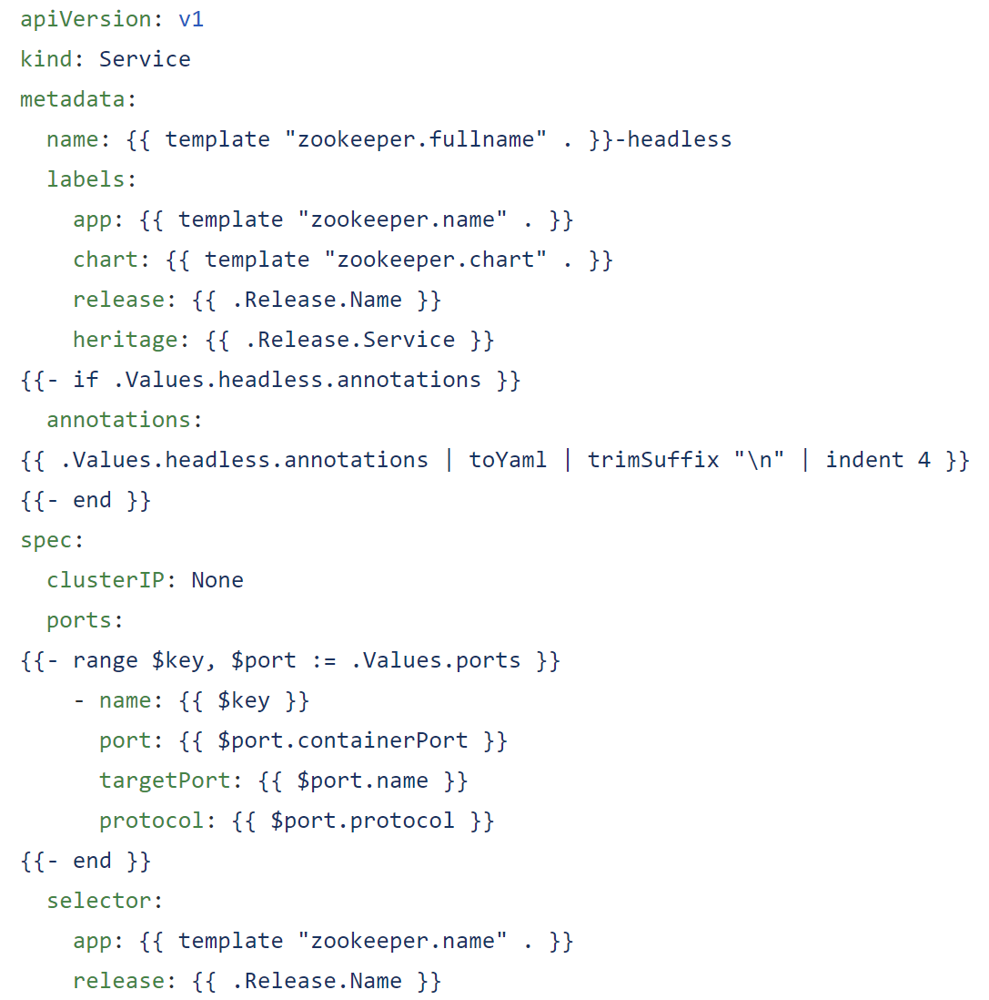 apiVersion: v1
kind: Service
metadata:
  name: {{ template "zookeeper.fullname" . }}-headless
  labels:
    app: {{ template "zookeeper.name" . }}
    chart: {{ template "zookeeper.chart" . }}
    release: {{ .Release.Name }}
    heritage: {{ .Release.Service }}
{{- if .Values.headless.annotations }}
  annotations:
{{ .Values.headless.annotations | toYaml | trimSuffix "\n" | indent 4 }}
{{- end }}
spec:
  clusterIP: None
  ports:
{{- range $key, $port := .Values.ports }}
    - name: {{ $key }}
      port: {{ $port.containerPort }}
      targetPort: {{ $port.name }}
      protocol: {{ $port.protocol }}
{{- end }}
  selector:
    app: {{ template "zookeeper.name" . }}
    release: {{ .Release.Name }}